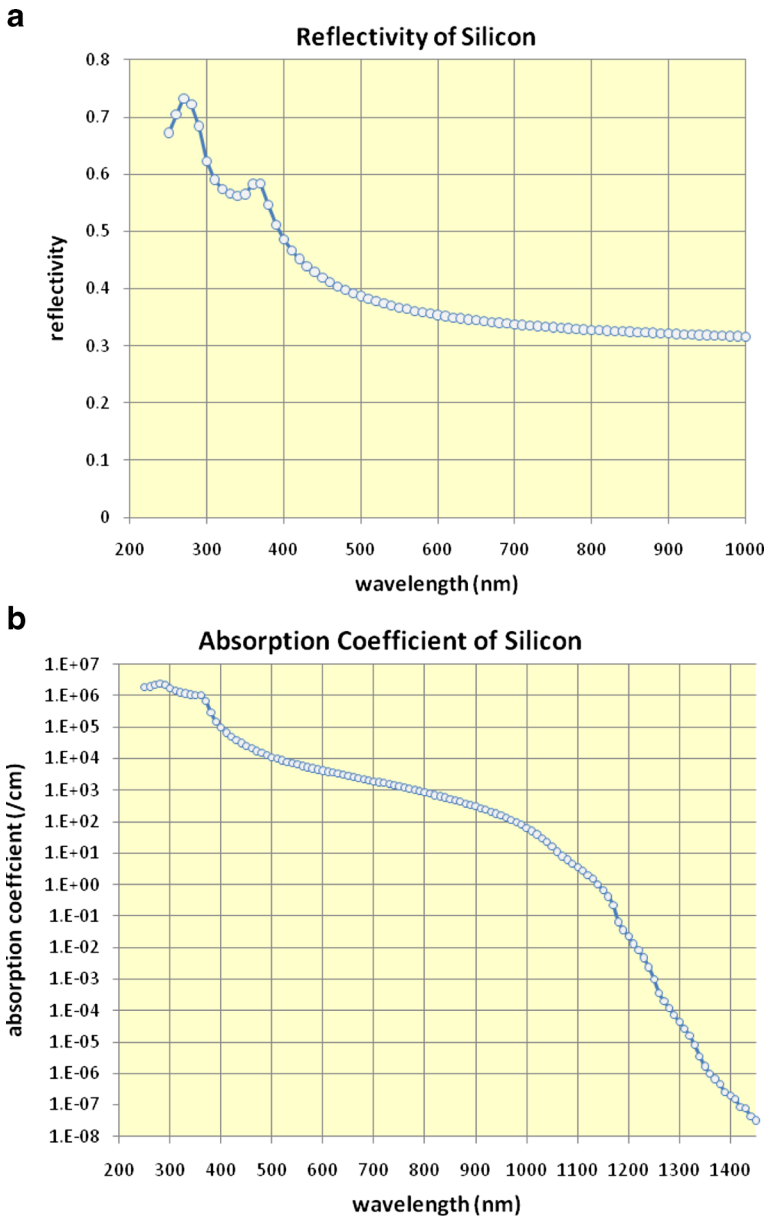 a
Reflectivity of Silicon
0.8
0.7
0.6
0.5
0.4
0.3
0.2
0.1
0
reflectivity
200 300 400 500 600 700 800 900 1000
wavelength (nm)
b
Absorption Coefficient of Silicon
1.E+07
1.E+06
1.E+05
1.E+04
1.E+03
1.E+02
1.E+01
1.E+00
1.E-01
1.E-02
1.E-03
1.E-04
1.E-05
1.E-06
1.E-07
1.E-08
absorption coeffcient (/cm)
200 300 400 500 600 700 800 900 1000 1100 1200 1300 1400
wavelength (nm)